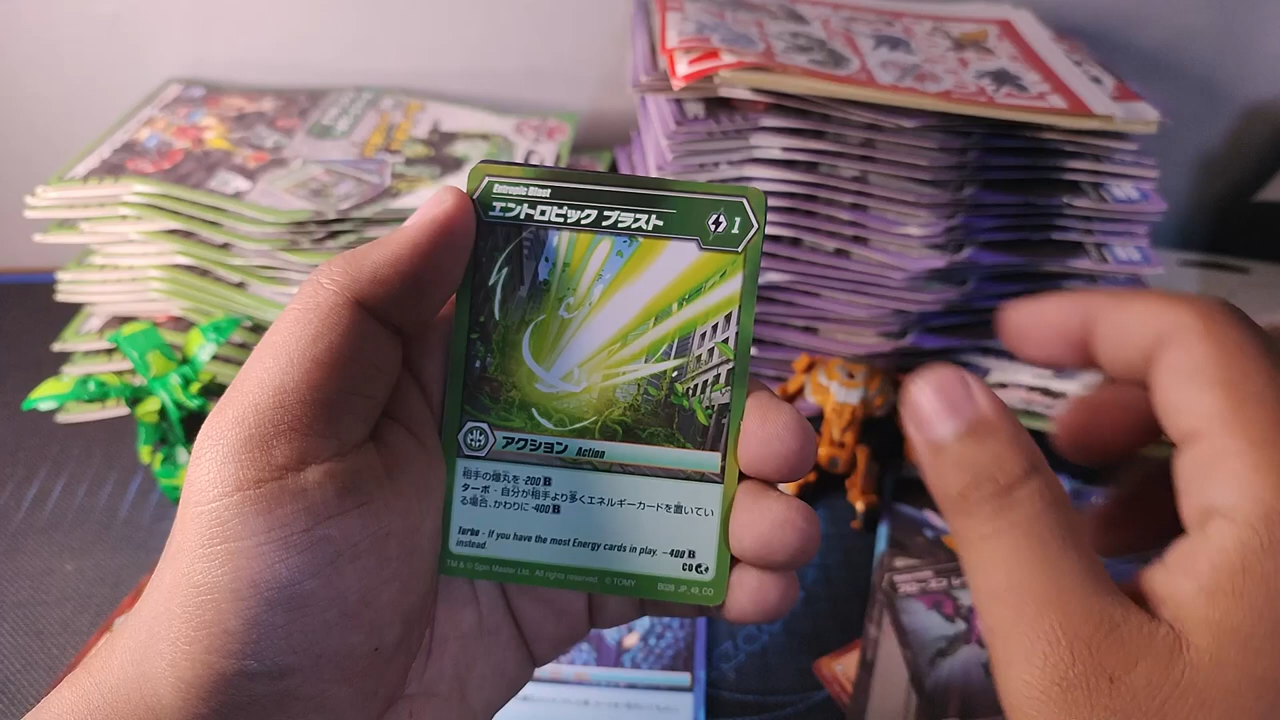 Entropic Blast
エントロピック ブラスト
1
アクション Action
相手の爆丸を -200 B
ターボ - 自分が相手より多くエネルギーカードを置いてい
る場合、かわりに -400 B
Turbo - If you have the most Energy cards in play, -400 B
instead.
CO
TM & © Spin Master Ltd. All rights reserved. © TOMY
B028 JP_49_CO